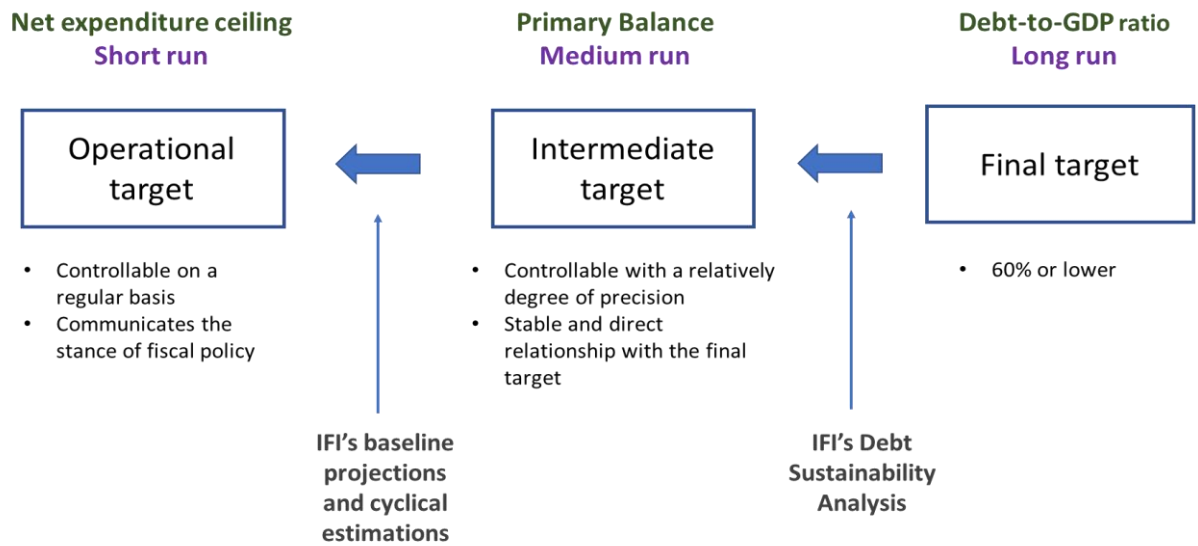 Net expenditure ceiling
Short run
Primary Balance
Medium run
Debt-to-GDP ratio
Long run
Operational
target
Intermediate
target
Final target
• Controllable on a
regular basis
• Communicates the
stance of fiscal policy
• Controllable with a relatively
degree of precision
• Stable and direct
relationship with the final
target
• 60% or lower
IFI's baseline
projections
and cyclical
estimations
IFI's Debt
Sustainability
Analysis